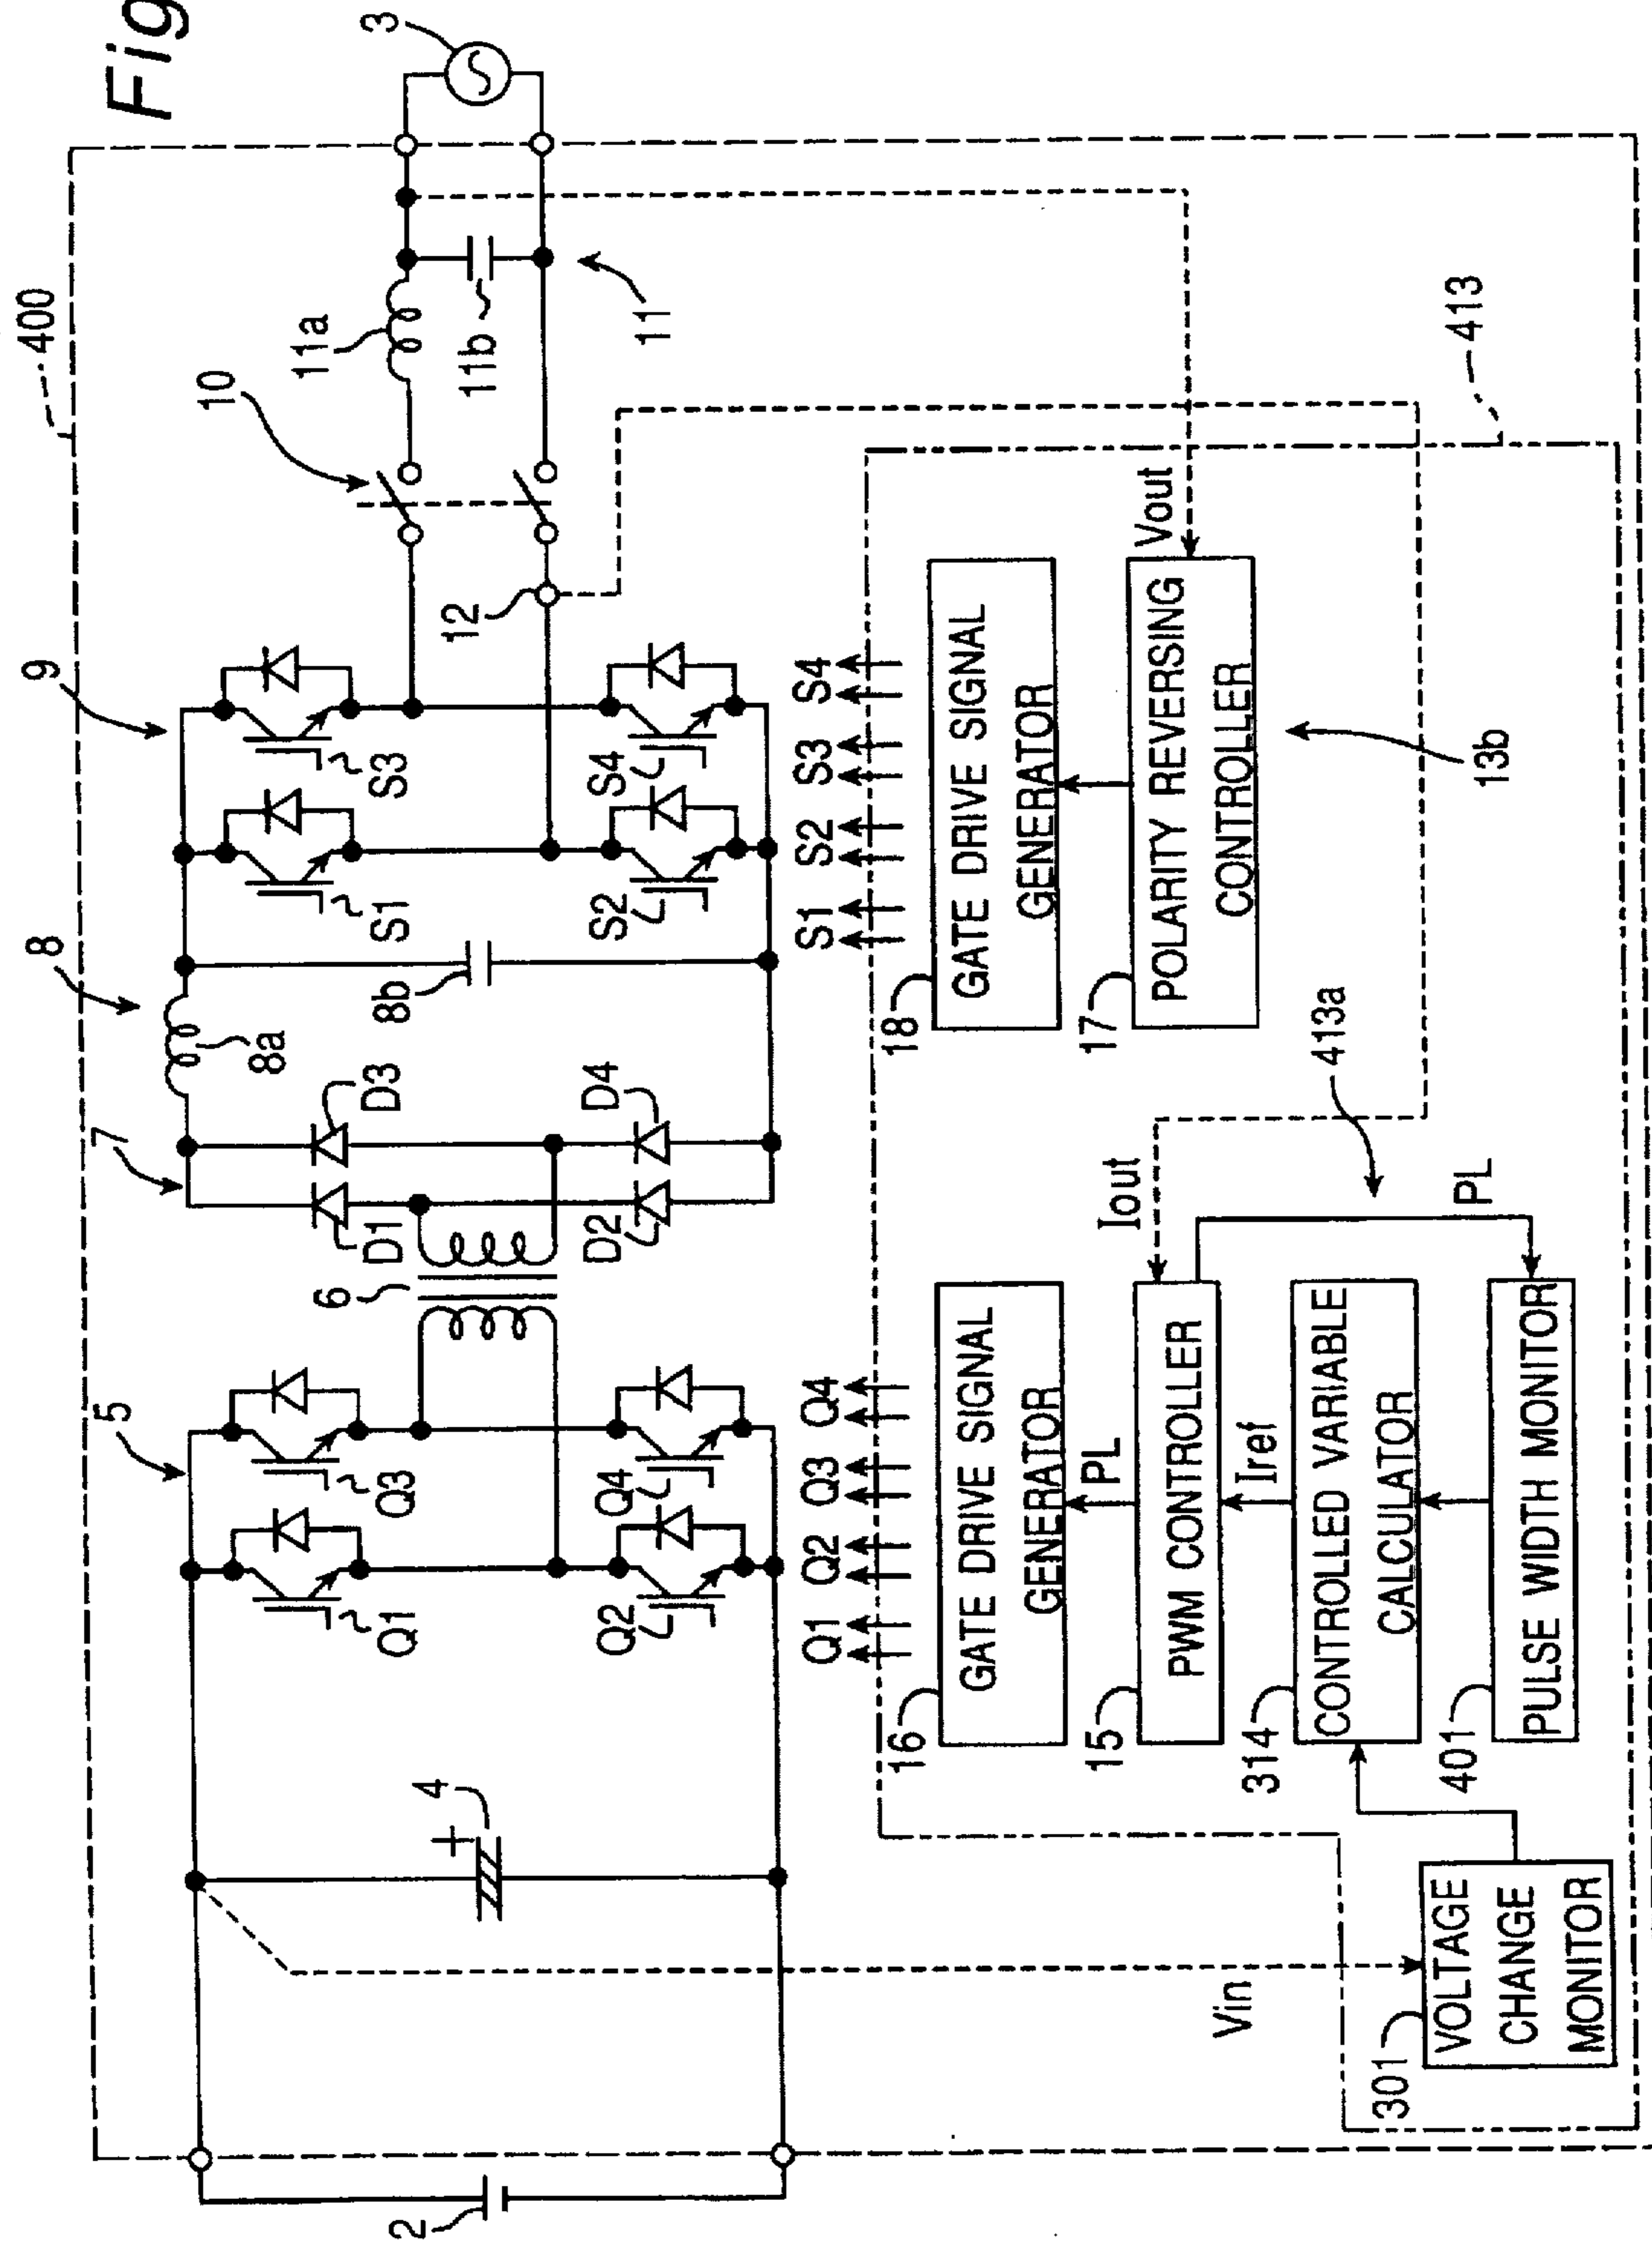 Fig
400
3
10
11a
11b
11
9
S3
S1
S4
S2
12
8
8a
8b
7
D3
D1
D4
D2
6
5
Q3
Q1
Q4
Q2
4
2
Q1 Q2 Q3 Q4
S1 S2 S3 S4
413
16
GATE DRIVE SIGNAL
GENERATOR
PL
15
PWM CONTROLLER
Iout
Iref
314
CONTROLLED VARIABLE
CALCULATOR
401
PULSE WIDTH MONITOR
PL
413a
18
GATE DRIVE SIGNAL
GENERATOR
17
POLARITY REVERSING
CONTROLLER
Vout
13b
Vin
301
VOLTAGE
CHANGE
MONITOR